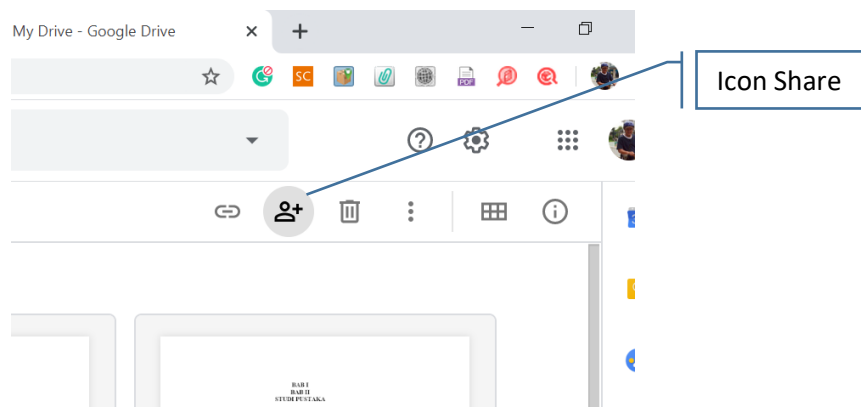 My Drive - Google Drive
SC
PDF
Icon Share
BAB I
BAB II
STUDI PUSTAKA